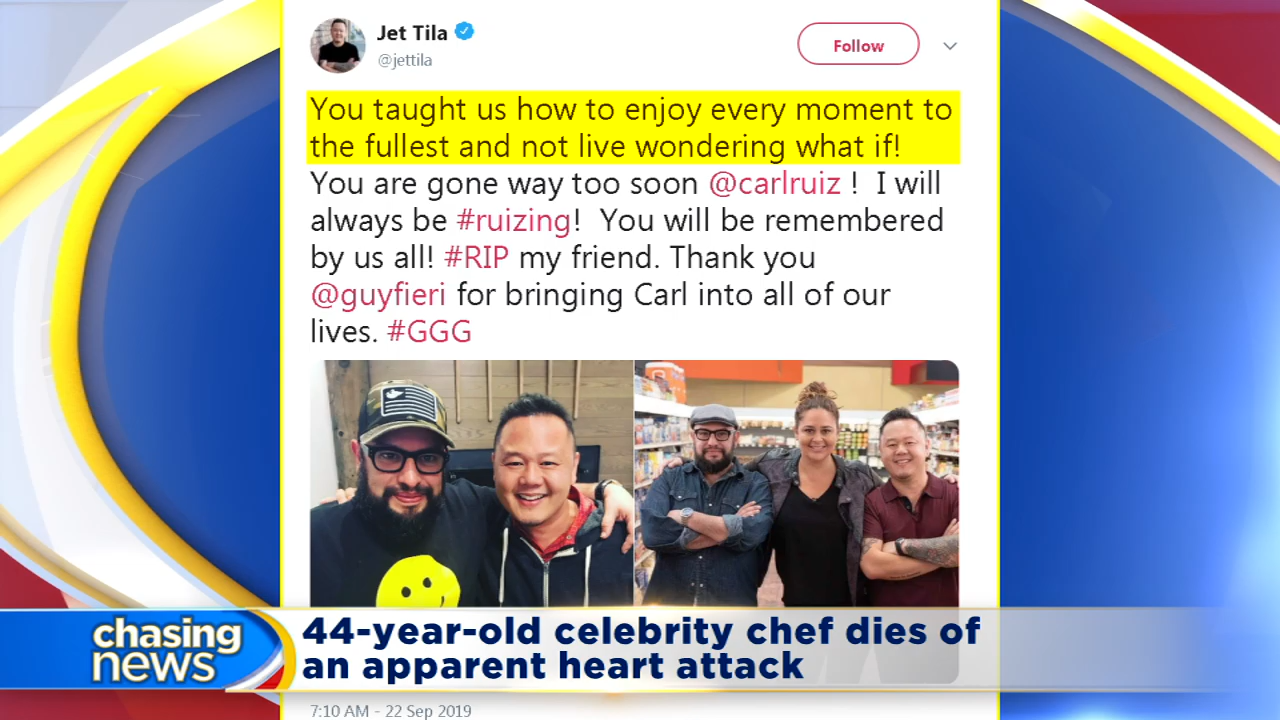 Jet Tila
@jettila
Follow
You taught us how to enjoy every moment to
the fullest and not live wondering what if!
You are gone way too soon @carlruiz !  I will
always be #ruizing!  You will be remembered
by us all! #RIP my friend. Thank you
@guyfieri for bringing Carl into all of our
lives. #GGG
chasing
news
44-year-old celebrity chef dies of
an apparent heart attack
7:10 AM - 22 Sep 2019